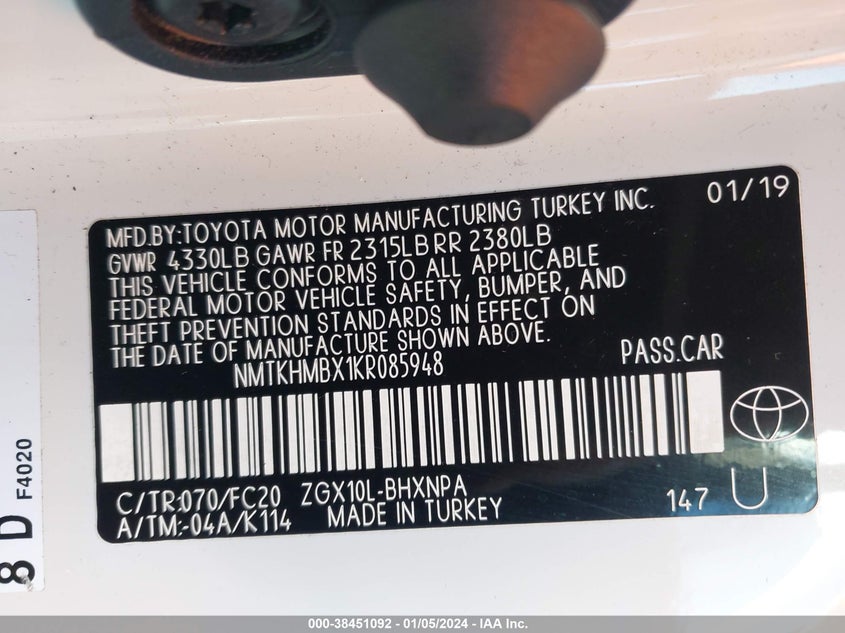 MFD.BY:TOYOTA MOTOR MANUFACTURING TURKEY INC. 01/19
GVWR 4330LB GAWR FR 2315LB RR 2380LB
THIS VEHICLE CONFORMS TO ALL APPLICABLE
FEDERAL MOTOR VEHICLE SAFETY, BUMPER, AND
THEFT PREVENTION STANDARDS IN EFFECT ON
THE DATE OF MANUFACTURE SHOWN ABOVE.
NMTKHMBX1KR085948 PASS.CAR
C/TR:070/FC20 ZGX10L-BHXNPA
A/TM:-04A/K114 MADE IN TURKEY 147 U
8 D F4020
000-38451092 - 01/05/2024 - IAA Inc.